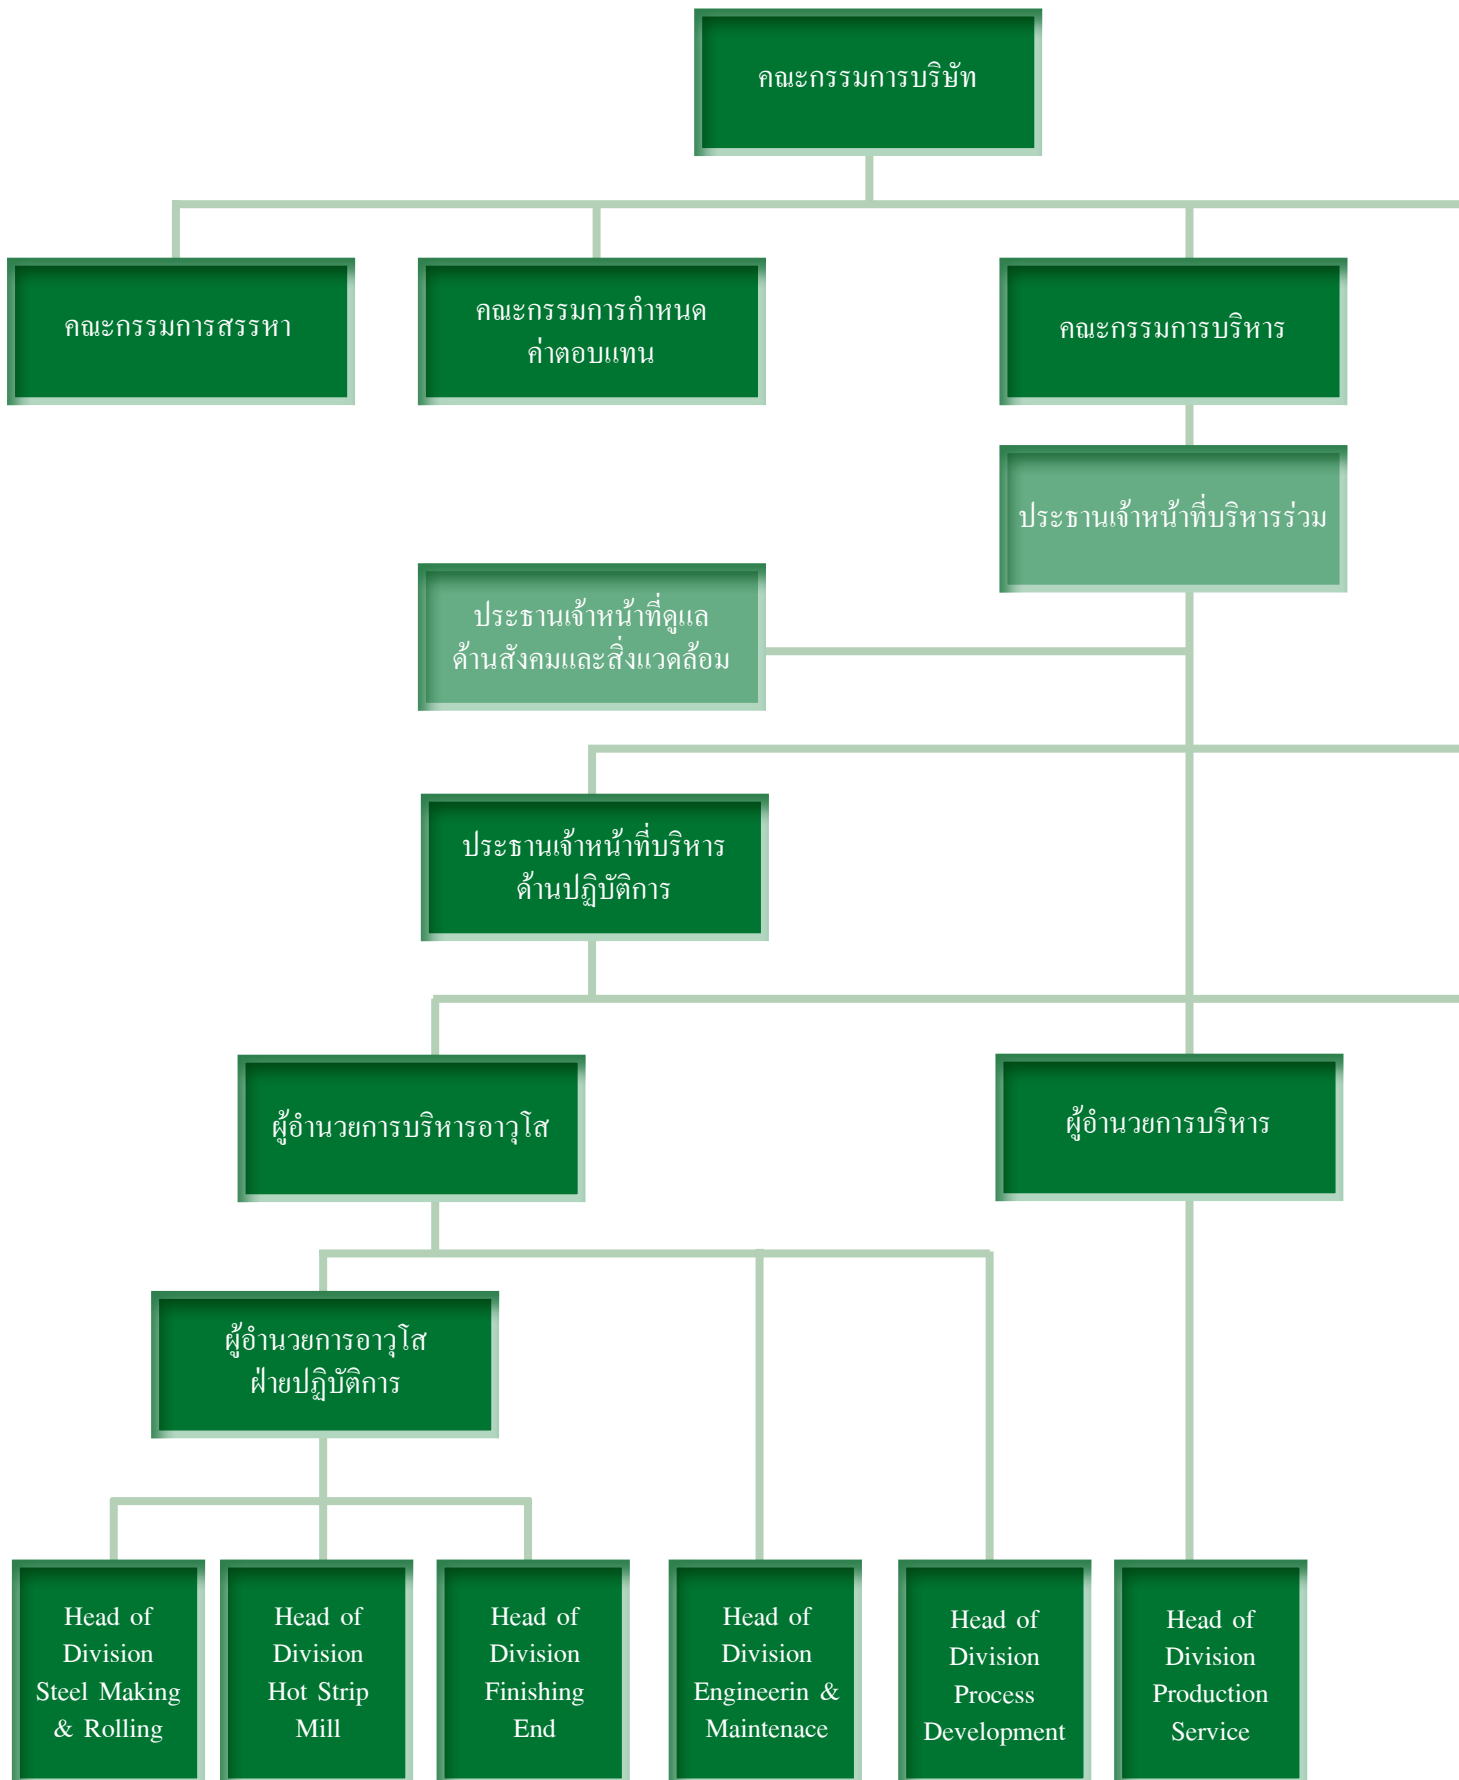 คณะกรรมการบริษัท
คณะกรรมการสรรหา
คณะกรรมการกำหนด
ค่าตอบแทน
คณะกรรมการบริหาร
ประธานเจ้าหน้าที่บริหารร่วม
ประธานเจ้าหน้าที่ดูแล
ด้านสังคมและสิ่งแวดล้อม
ประธานเจ้าหน้าที่บริหาร
ด้านปฏิบัติการ
ผู้อำนวยการบริหารอาวุโส
ผู้อำนวยการบริหาร
ผู้อำนวยการอาวุโส
ฝ่ายปฏิบัติการ
Head of
Division
Steel Making
& Rolling
Head of
Division
Hot Strip
Mill
Head of
Division
Finishing
End
Head of
Division
Engineerin &
Maintenace
Head of
Division
Process
Development
Head of
Division
Production
Service